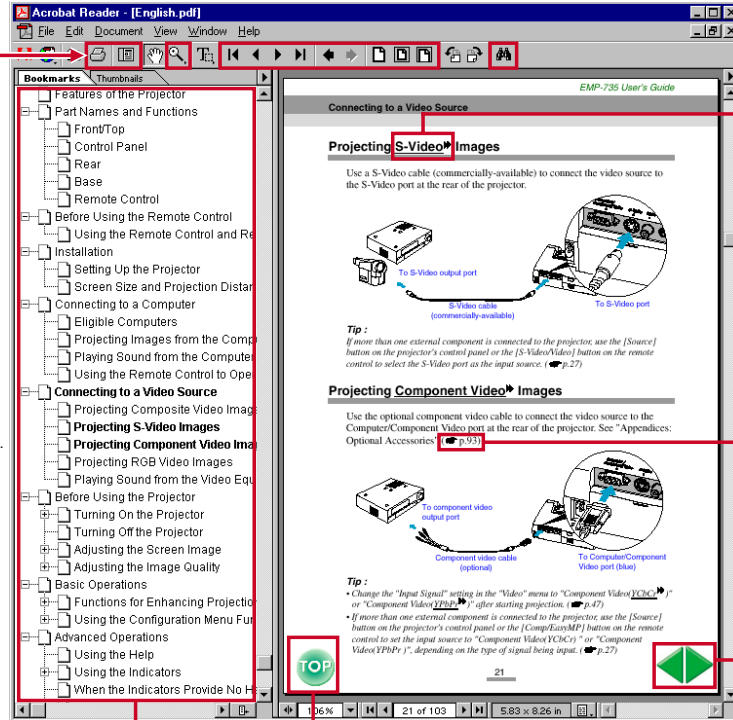 Acrobat Reader - [English.pdf]
File Edit Document View Window Help
Bookmarks Thumbnails
Features of the Projector
Part Names and Functions
Front/Top
Control Panel
Rear
Base
Remote Control
Before Using the Remote Control
Using the Remote Control and Re
Installation
Setting Up the Projector
Screen Size and Projection Distan
Connecting to a Computer
Eligible Computers
Projecting Images from the Comp
Playing Sound from the Computer
Using the Remote Control to Ope
Connecting to a Video Source
Projecting Composite Video Imag
Projecting S-Video Images
Projecting Component Video Ima
Projecting RGB Video Images
Playing Sound from the Video Equ
Before Using the Projector
Turning On the Projector
Turning Off the Projector
Adjusting the Screen Image
Adjusting the Image Quality
Basic Operations
Functions for Enhancing Projectio
Using the Configuration Menu Fun
Advanced Operations
Using the Help
Using the Indicators
When the Indicators Provide No H
EMP-735 User's Guide
Connecting to a Video Source
Projecting S-Video Images
Use a S-Video cable (commercially-available) to connect the video source to
the S-Video port at the rear of the projector.
To S-Video output port
S-Video cable
(commercially-available)
To S-Video port
Tip :
If more than one external component is connected to the projector, use the [Source]
button on the projector's control panel or the [S-Video/Video] button on the remote
control to select the S-Video port as the input source. ( p.27)
Projecting Component Video Images
Use the optional component video cable to connect the video source to the
Computer/Component Video port at the rear of the projector. See "Appendices:
Optional Accessories" ( p.93)
To component video
output port
Component video cable
(optional)
To Computer/Component
Video port (blue)
Tip :
• Change the "Input Signal" setting in the "Video" menu to "Component Video(YCbCr )"
or "Component Video(YPbPr )" after starting projection. ( p.47)
• If more than one external component is connected to the projector, use the [Source]
button on the projector's control panel or the [Comp/EasyMP] button on the remote
control to set the input source to "Component Video(YCbCr) " or "Component
Video(YPbPr )", depending on the type of signal being input. ( p.27)
TOP
21
106% 21 of 103 5.83 x 8.26 in